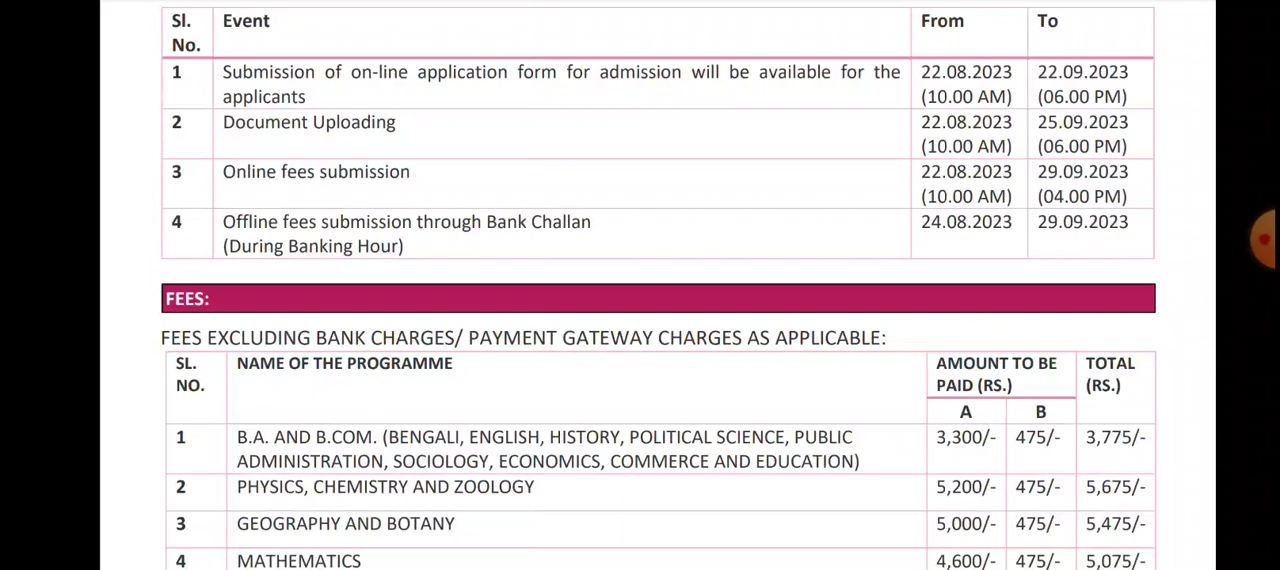 Sl. No. Event From To
1 Submission of on-line application form for admission will be available for the applicants 22.08.2023 (10.00 AM) 22.09.2023 (06.00 PM)
2 Document Uploading 22.08.2023 (10.00 AM) 25.09.2023 (06.00 PM)
3 Online fees submission 22.08.2023 (10.00 AM) 29.09.2023 (04.00 PM)
4 Offline fees submission through Bank Challan (During Banking Hour) 24.08.2023 29.09.2023
FEES:
FEES EXCLUDING BANK CHARGES/ PAYMENT GATEWAY CHARGES AS APPLICABLE:
SL. NO. NAME OF THE PROGRAMME AMOUNT TO BE PAID (RS.) TOTAL (RS.)
A B
1 B.A. AND B.COM. (BENGALI, ENGLISH, HISTORY, POLITICAL SCIENCE, PUBLIC ADMINISTRATION, SOCIOLOGY, ECONOMICS, COMMERCE AND EDUCATION) 3,300/- 475/- 3,775/-
2 PHYSICS, CHEMISTRY AND ZOOLOGY 5,200/- 475/- 5,675/-
3 GEOGRAPHY AND BOTANY 5,000/- 475/- 5,475/-
4 MATHEMATICS 4,600/- 475/- 5,075/-